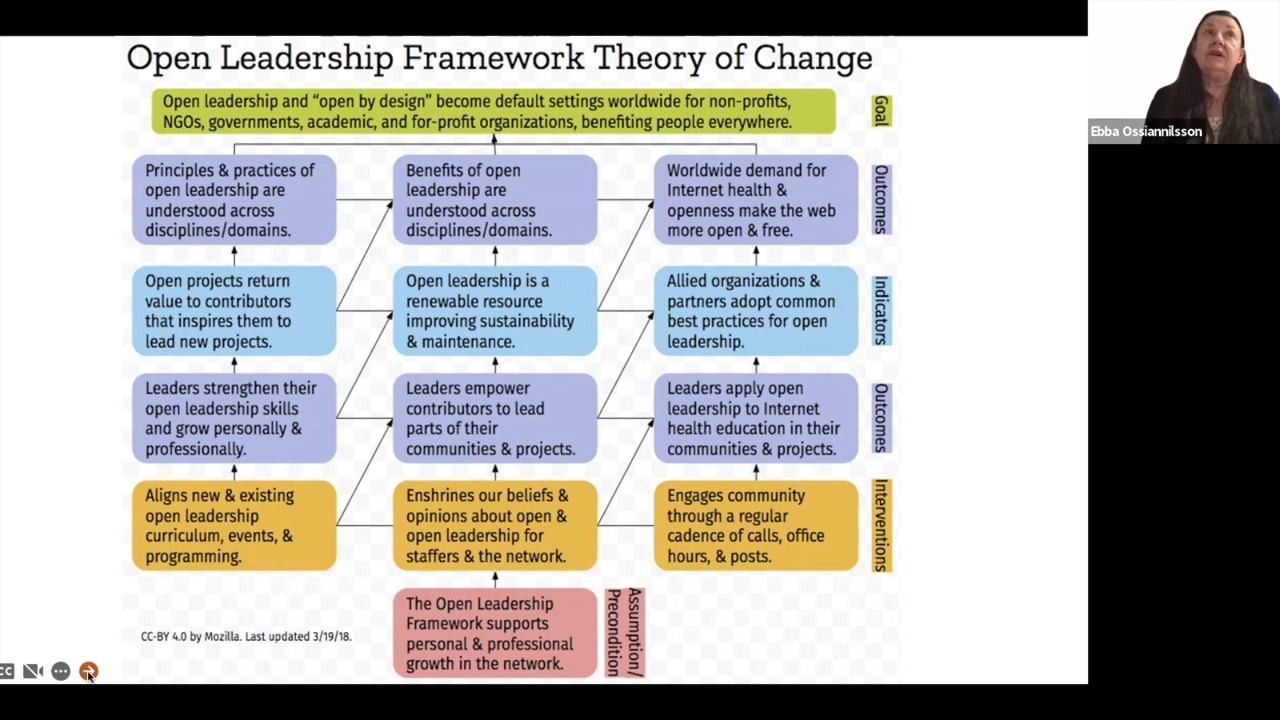 Open Leadership Framework Theory of Change
Open leadership and “open by design” become default settings worldwide for non-profits,
NGOs, governments, academic, and for-profit organizations, benefiting people everywhere.
Goal
Ebba Ossiannilsson
Principles & practices of
open leadership are
understood across
disciplines/domains.
Benefits of open
leadership are
understood across
disciplines/domains.
Worldwide demand for
Internet health &
openness make the web
more open & free.
Outcomes
Open projects return
value to contributors
that inspires them to
lead new projects.
Open leadership is a
renewable resource
improving sustainability
& maintenance.
Allied organizations &
partners adopt common
best practices for open
leadership.
Indicators
Leaders strengthen their
open leadership skills
and grow personally &
professionally.
Leaders empower
contributors to lead
parts of their
communities & projects.
Leaders apply open
leadership to Internet
health education in their
communities & projects.
Outcomes
Aligns new & existing
open leadership
curriculum, events, &
programming.
Enshrines our beliefs &
opinions about open &
open leadership for
staffers & the network.
Engages community
through a regular
cadence of calls, office
hours, & posts.
Interventions
The Open Leadership
Framework supports
personal & professional
growth in the network.
Assumption/
Precondition
CC-BY 4.0 by Mozilla. Last updated 3/19/18.
CC